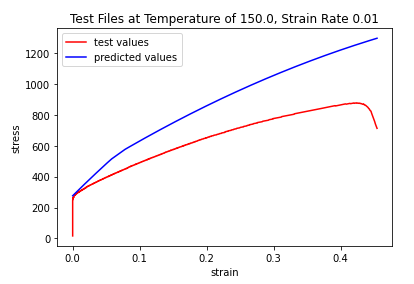 Test Files at Temperature of 150.0, Strain Rate 0.01
test values
predicted values
stress
1200
1000
800
600
400
200
0
0.0 0.1 0.2 0.3 0.4
strain